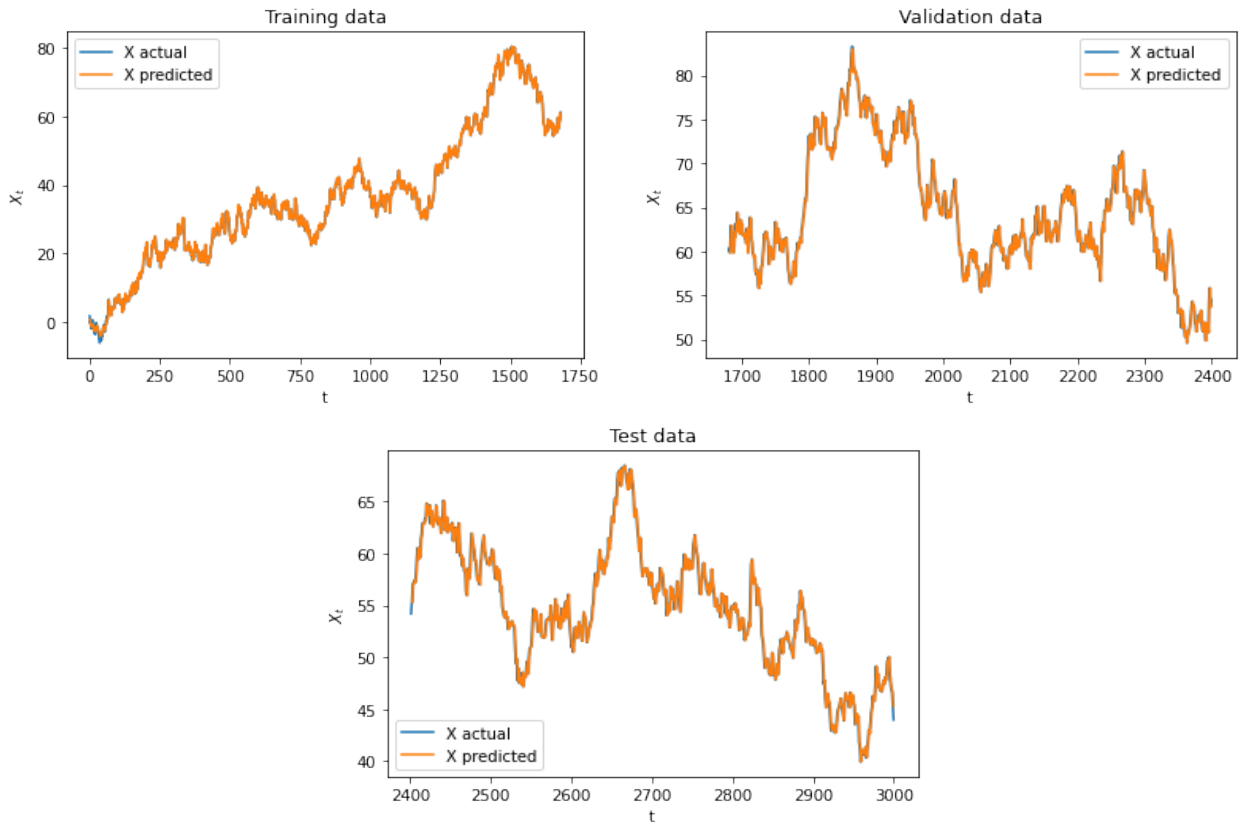 Training data
X actual
X predicted
80
60
40
20
0
X_t
0 250 500 750 1000 1250 1500 1750
t
Validation data
X actual
X predicted
80
75
70
65
60
55
50
X_t
1700 1800 1900 2000 2100 2200 2300 2400
t
Test data
65
60
55
50
45
40
X_t
X actual
X predicted
2400 2500 2600 2700 2800 2900 3000
t